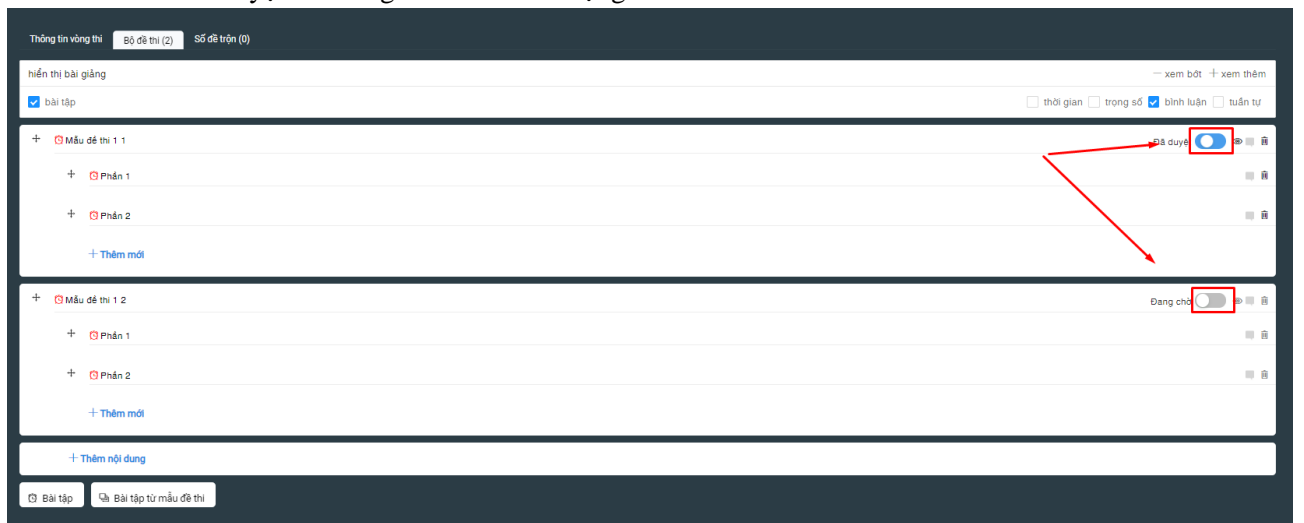 Thông tin vòng thi Bộ đề thi (2) Số đề trộn (0)
hiển thị bài giảng xem bớt xem thêm
bài tập thời gian trọng số bình luận tuần tự
Mẫu đề thi 1 1 Đã duyệ
Phần 1
Phần 2
Thêm mới
Mẫu đề thi 1 2 Đang chờ
Phần 1
Phần 2
Thêm mới
Thêm nội dung
Bài tập Bài tập từ mẫu đề thi